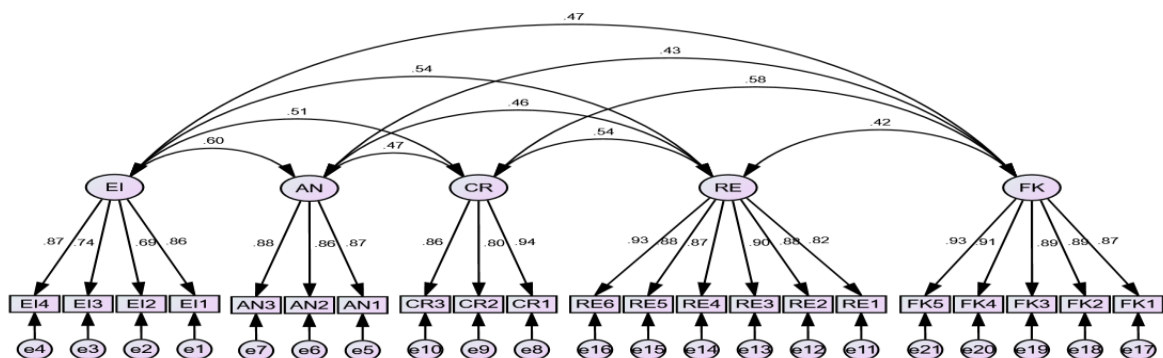 .47
.43
.54
.58
.51
.46
.42
.60
.47
.54
EI AN CR RE FK
.87 .74 .69 .86 .88 .86 .87 .86 .80 .94 .93 .88 .87 .90 .88 .82 .93 .91 .89 .89 .87
EI4 EI3 EI2 EI1 AN3 AN2 AN1 CR3 CR2 CR1 RE6 RE5 RE4 RE3 RE2 RE1 FK5 FK4 FK3 FK2 FK1
e4 e3 e2 e1 e7 e6 e5 e10 e9 e8 e16 e15 e14 e13 e12 e11 e21 e20 e19 e18 e17